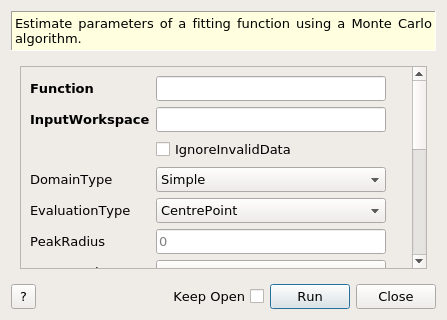 Estimate parameters of a fitting function using a Monte Carlo
algorithm.
Function
InputWorkspace
IgnoreInvalidData
DomainType Simple
EvaluationType CentrePoint
PeakRadius 0
? Keep Open Run Close